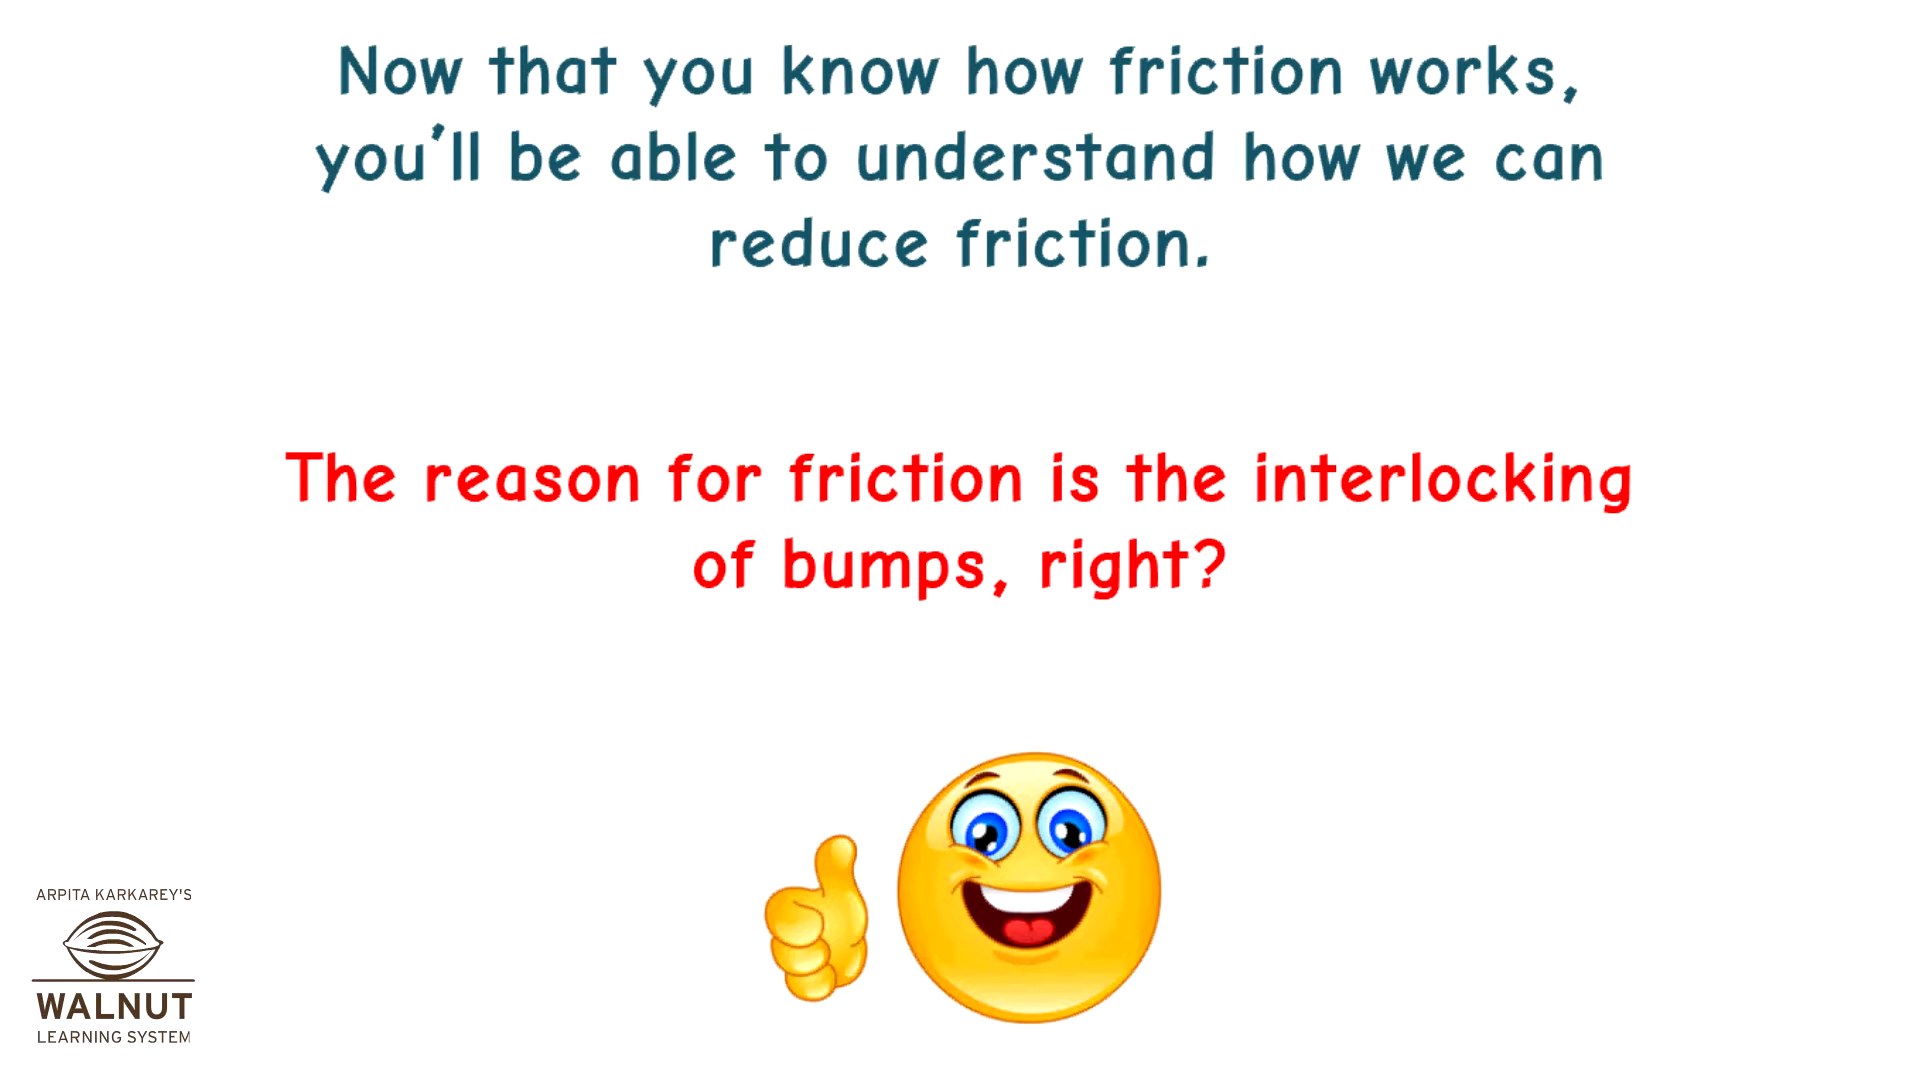 Now that you know how friction works,
you'll be able to understand how we can
reduce friction.
The reason for friction is the interlocking
of bumps, right?
ARPITA KARKAREY'S
WALNUT
LEARNING SYSTEM